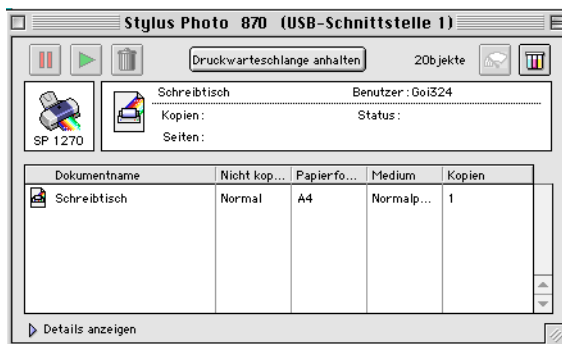 Stylus Photo 870 (USB-Schnittstelle 1)
Druckwarteschlange anhalten 2Objekte
Schreibtisch Benutzer:Goi324
Kopien: Status:
Seiten:
SP 1270
Dokumentname Nicht kop... Papierfo... Medium Kopien
Schreibtisch Normal A4 Normalp... 1
Details anzeigen